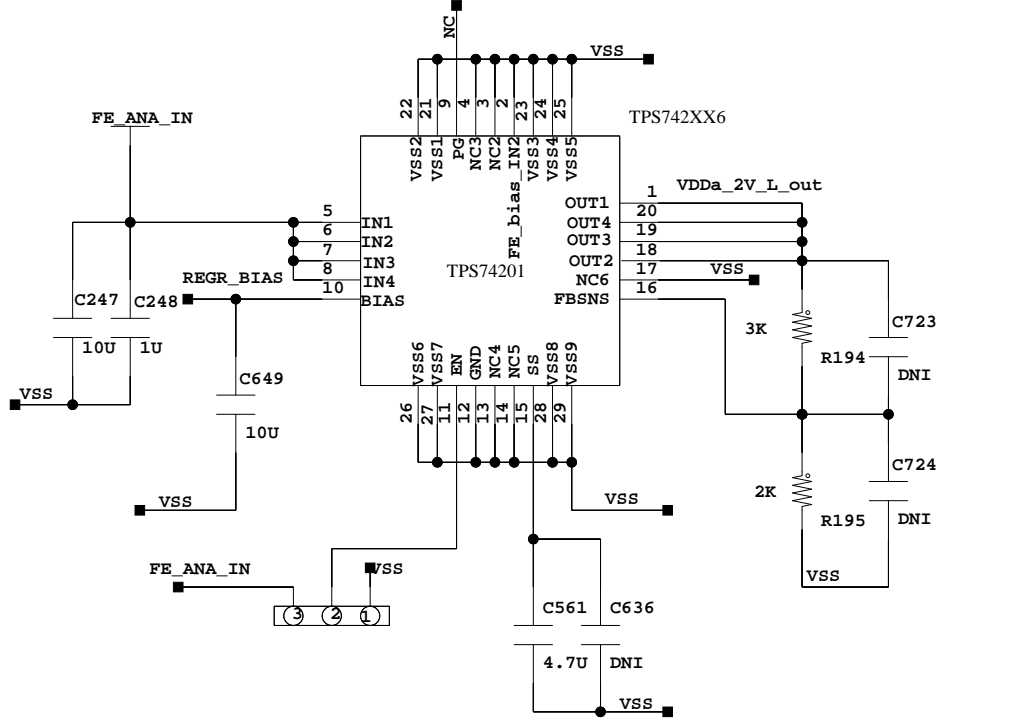 NC
VSS
22
21
9
4
3
2
23
24
25
TPS742XX6
FE_ANA_IN
VSS2
VSS1
PG
NC3
NC2
FE_bias_IN2
VSS3
VSS4
VSS5
5 IN1
6 IN2
7 IN3
8 IN4
10 BIAS
OUT1 1 VDDa_2V_L_out
OUT4 20
OUT3 19
OUT2 18
NC6 17 VSS
FBSNS 16
TPS74201
REGR_BIAS
C247
10U
C248
1U
VSS
C649
10U
VSS
3K
R194
C723
DNI
VSS6
VSS7
EN
GND
NC4
NC5
SS
VSS8
VSS9
26
27
11
12
13
14
15
28
29
VSS
2K
R195
C724
DNI
VSS
FE_ANA_IN
VSS
3
2
1
C561
4.7U
C636
DNI
VSS